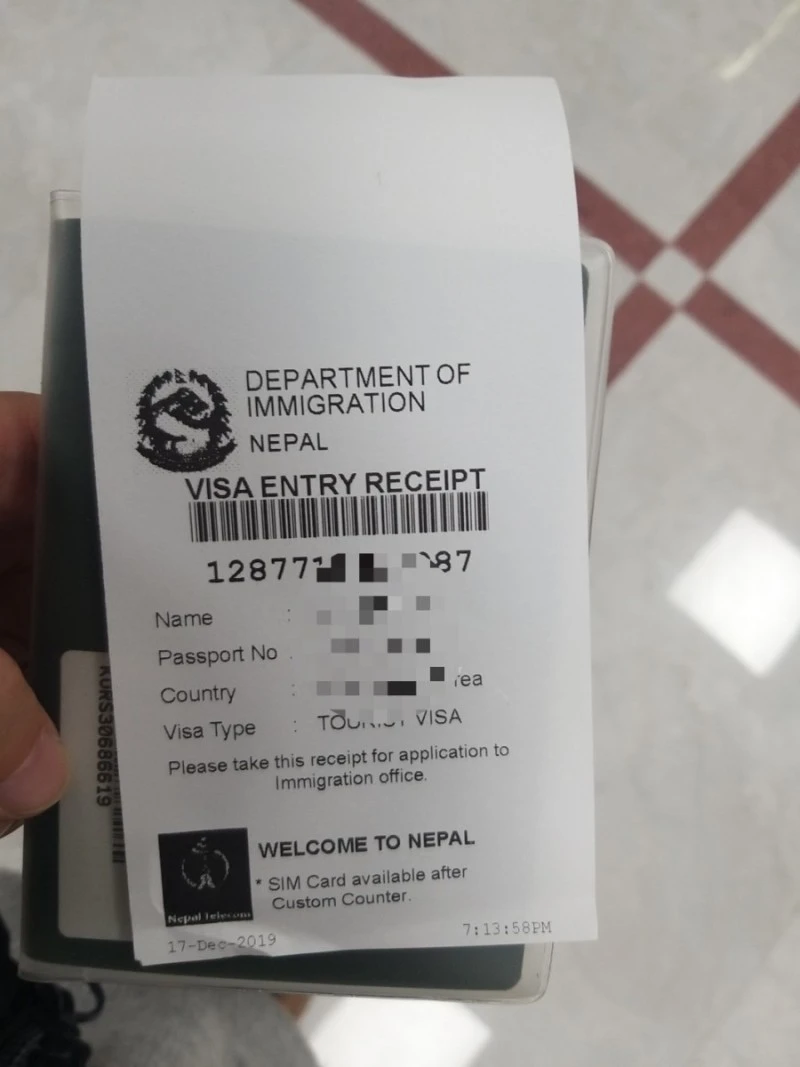 DEPARTMENT OF
IMMIGRATION
NEPAL
VISA ENTRY RECEIPT
Name :
Passport No
Country :
Visa Type : VISA
Please take this receipt for application to
Immigration office.
WELCOME TO NEPAL
* SIM Card available after
Custom Counter.
Nepal Telecom
17-Dec-2019 7:13:58PM